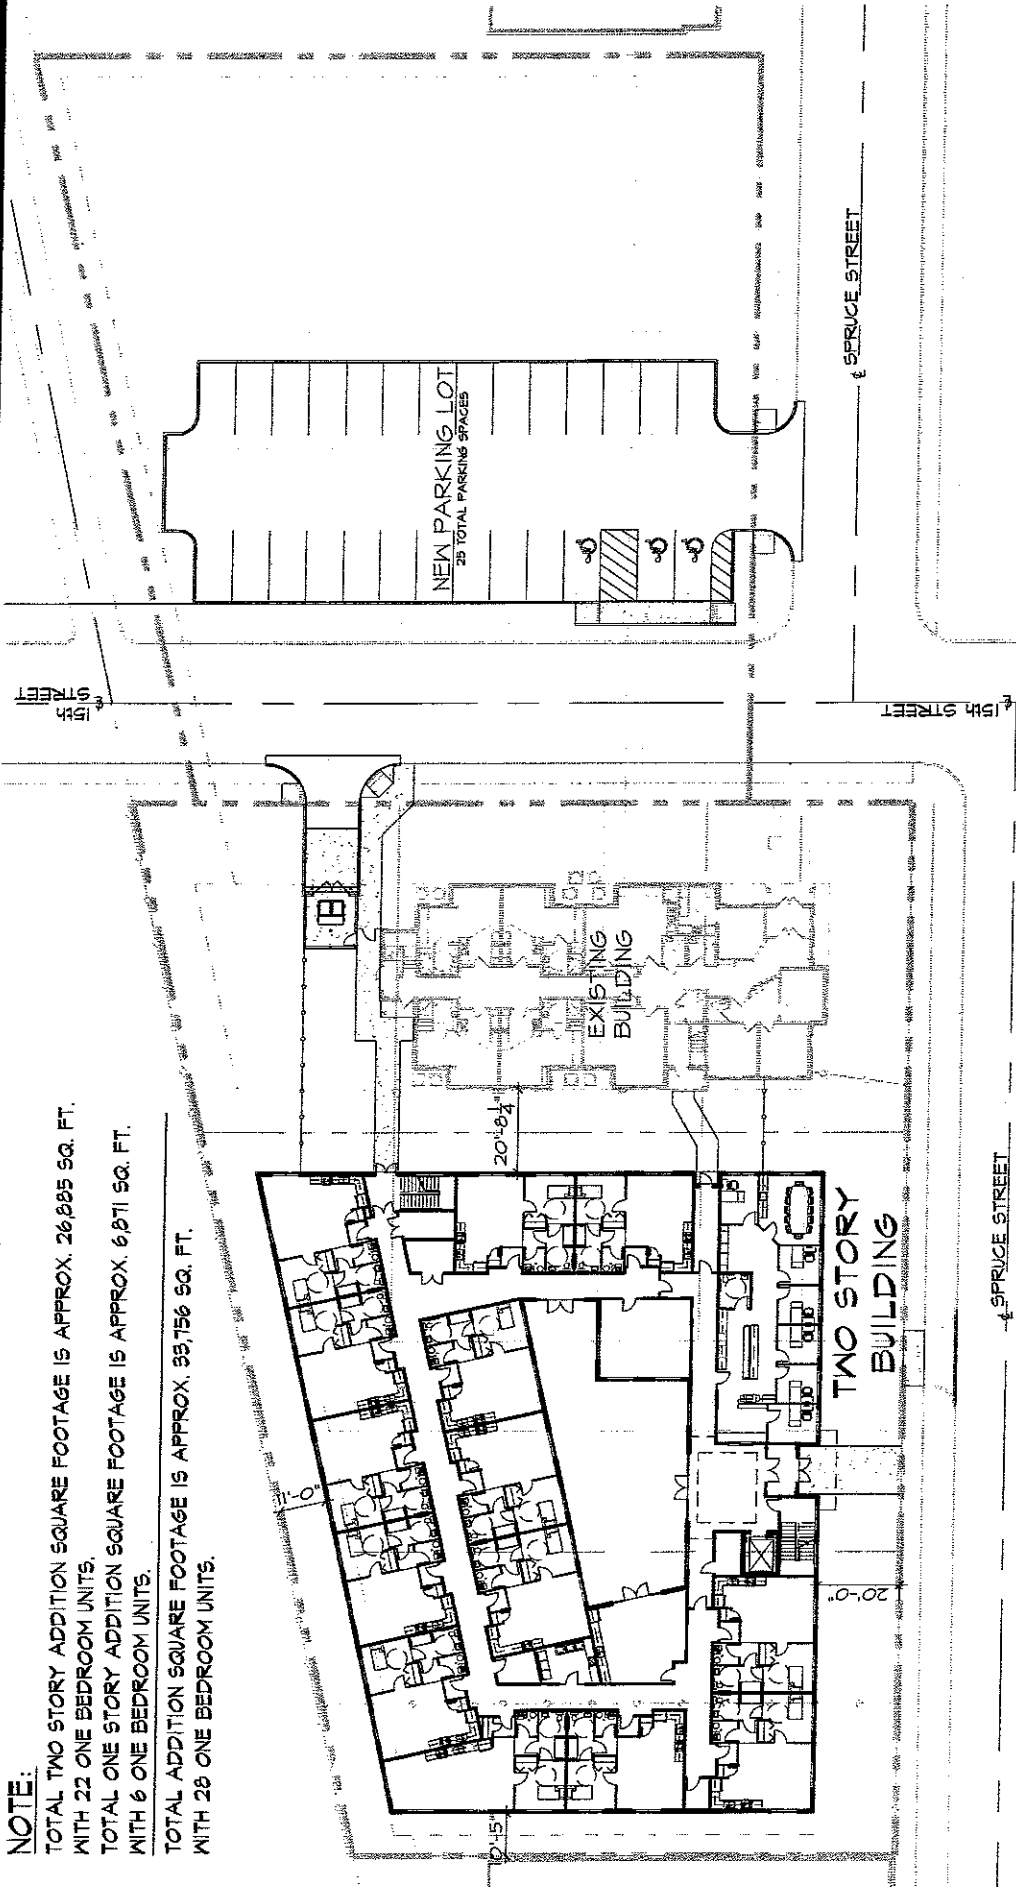 NOTE:
TOTAL TWO STORY ADDITION SQUARE FOOTAGE IS APPROX. 26,885 SQ. FT.
WITH 22 ONE BEDROOM UNITS.
TOTAL ONE STORY ADDITION SQUARE FOOTAGE IS APPROX. 6,871 SQ. FT.
WITH 6 ONE BEDROOM UNITS.
TOTAL ADDITION SQUARE FOOTAGE IS APPROX. 33,756 SQ. FT.
WITH 28 ONE BEDROOM UNITS.
15th
STREET
NEW PARKING LOT
25 TOTAL PARKING SPACES
℄ SPRUCE STREET
℄ 15th STREET
EXISTING
BUILDING
20'-8¼"
TWO STORY
BUILDING
20'-0"
10'-5"
℄ SPRUCE STREET